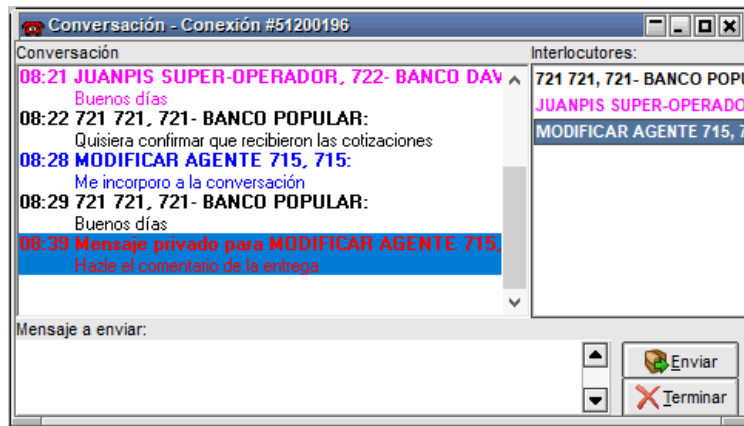 Conversación - Conexión #51200196
Conversación
Interlocutores:
08:21 JUANPIS SUPER-OPERADOR, 722- BANCO DAV
Buenos días
08:22 721 721, 721- BANCO POPULAR:
Quisiera confirmar que recibieron las cotizaciones
08:28 MODIFICAR AGENTE 715, 715:
Me incorporo a la conversación
08:29 721 721, 721- BANCO POPULAR:
Buenos días
08:39 Mensaje privado para MODIFICAR AGENTE 715,
Hazle el comentario de la entrega
721 721, 721- BANCO POPU
JUANPIS SUPER-OPERADO
MODIFICAR AGENTE 715, 7
Mensaje a enviar:
Enviar
Terminar